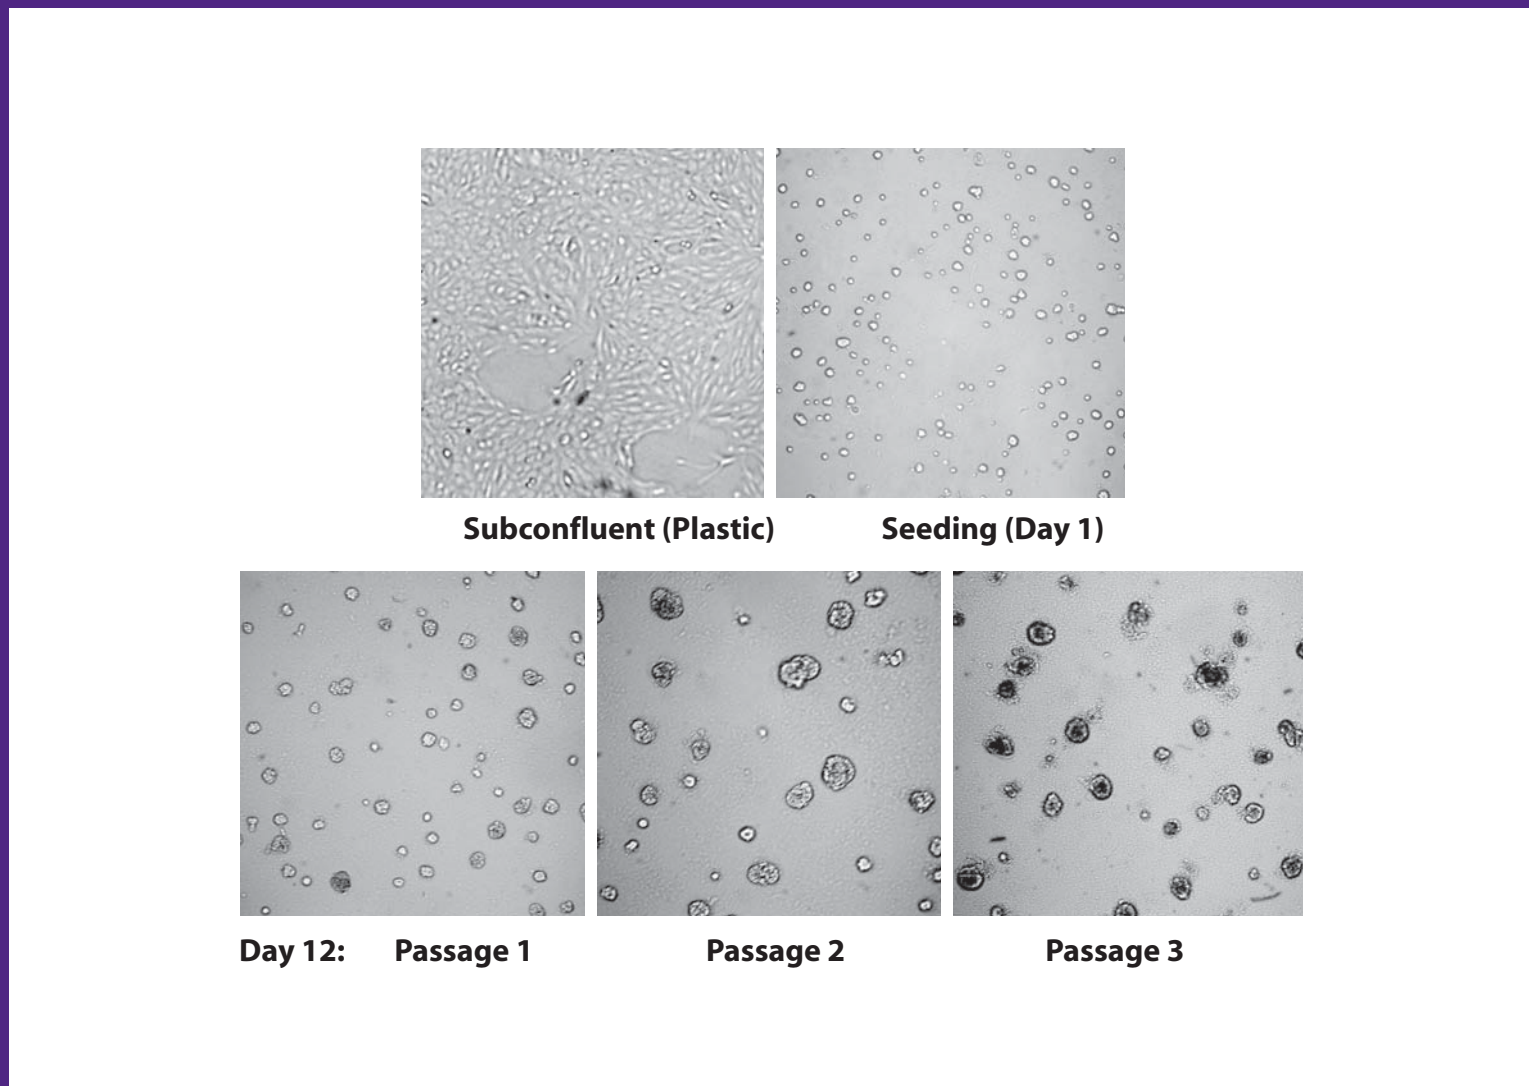 Subconfluent (Plastic) Seeding (Day 1)
Day 12: Passage 1 Passage 2 Passage 3